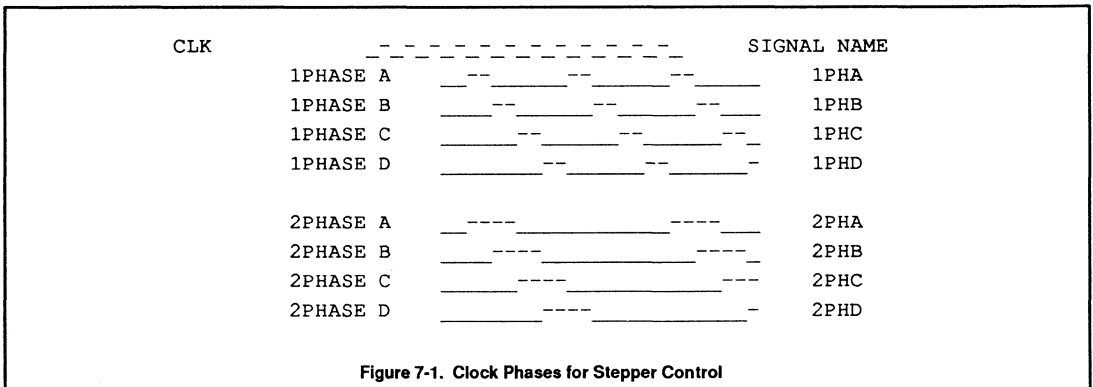 CLK SIGNAL NAME
1PHASE A 1PHA
1PHASE B 1PHB
1PHASE C 1PHC
1PHASE D 1PHD
2PHASE A 2PHA
2PHASE B 2PHB
2PHASE C 2PHC
2PHASE D 2PHD
Figure 7-1. Clock Phases for Stepper Control